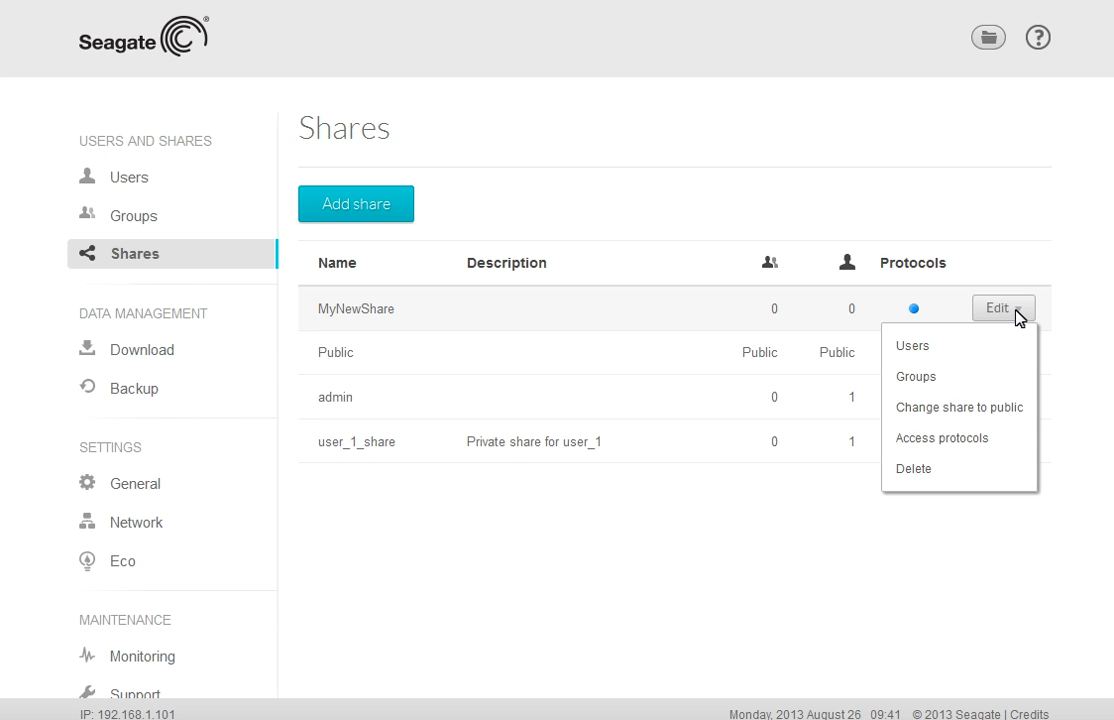 Seagate
USERS AND SHARES
Users
Groups
Shares
DATA MANAGEMENT
Download
Backup
SETTINGS
General
Network
Eco
MAINTENANCE
Monitoring
Support
Shares
Add share
Name Description Protocols
MyNewShare 0 0 Edit
Public Public Public
admin 0 1
user_1_share Private share for user_1 0 1
Users
Groups
Change share to public
Access protocols
Delete
IP: 192.168.1.101 Monday, 2013 August 26 09:41 © 2013 Seagate | Credits